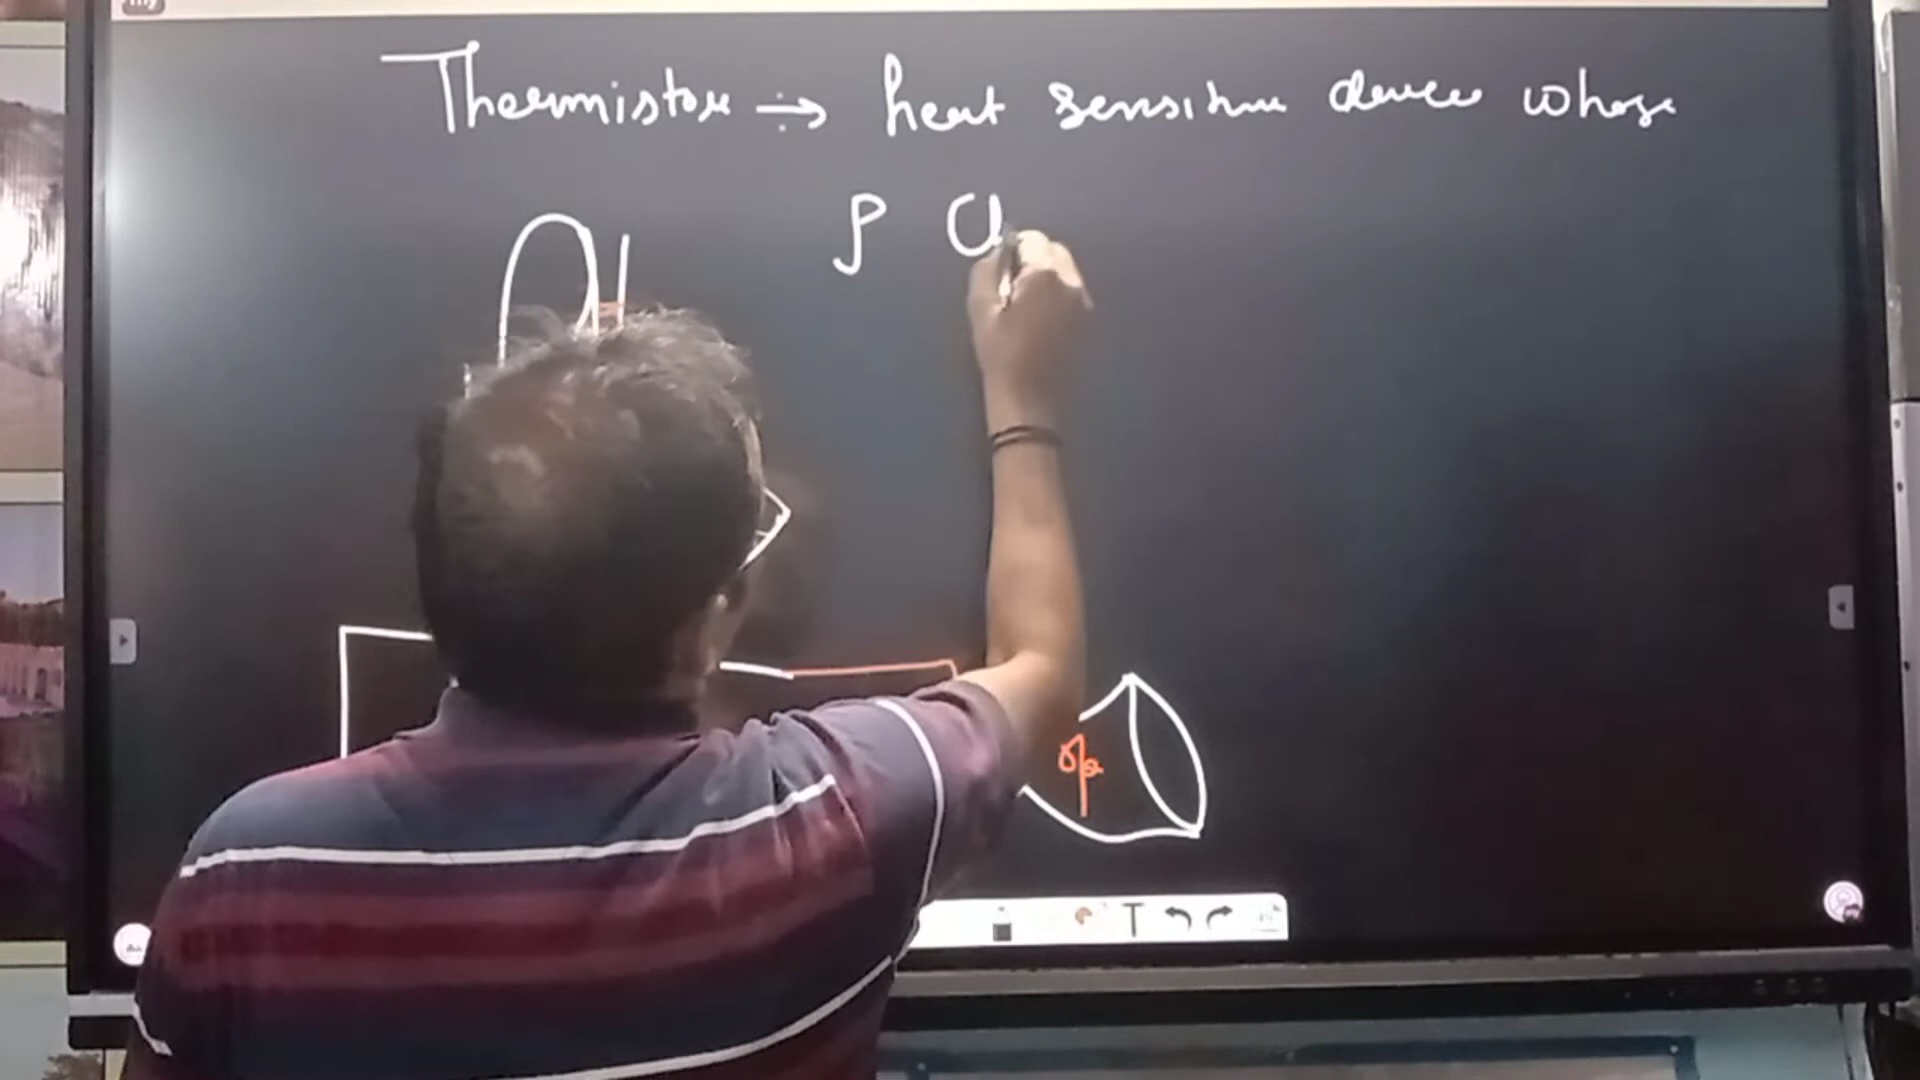 Thermistor ÷→ heat sensitive device whose
ρ
T